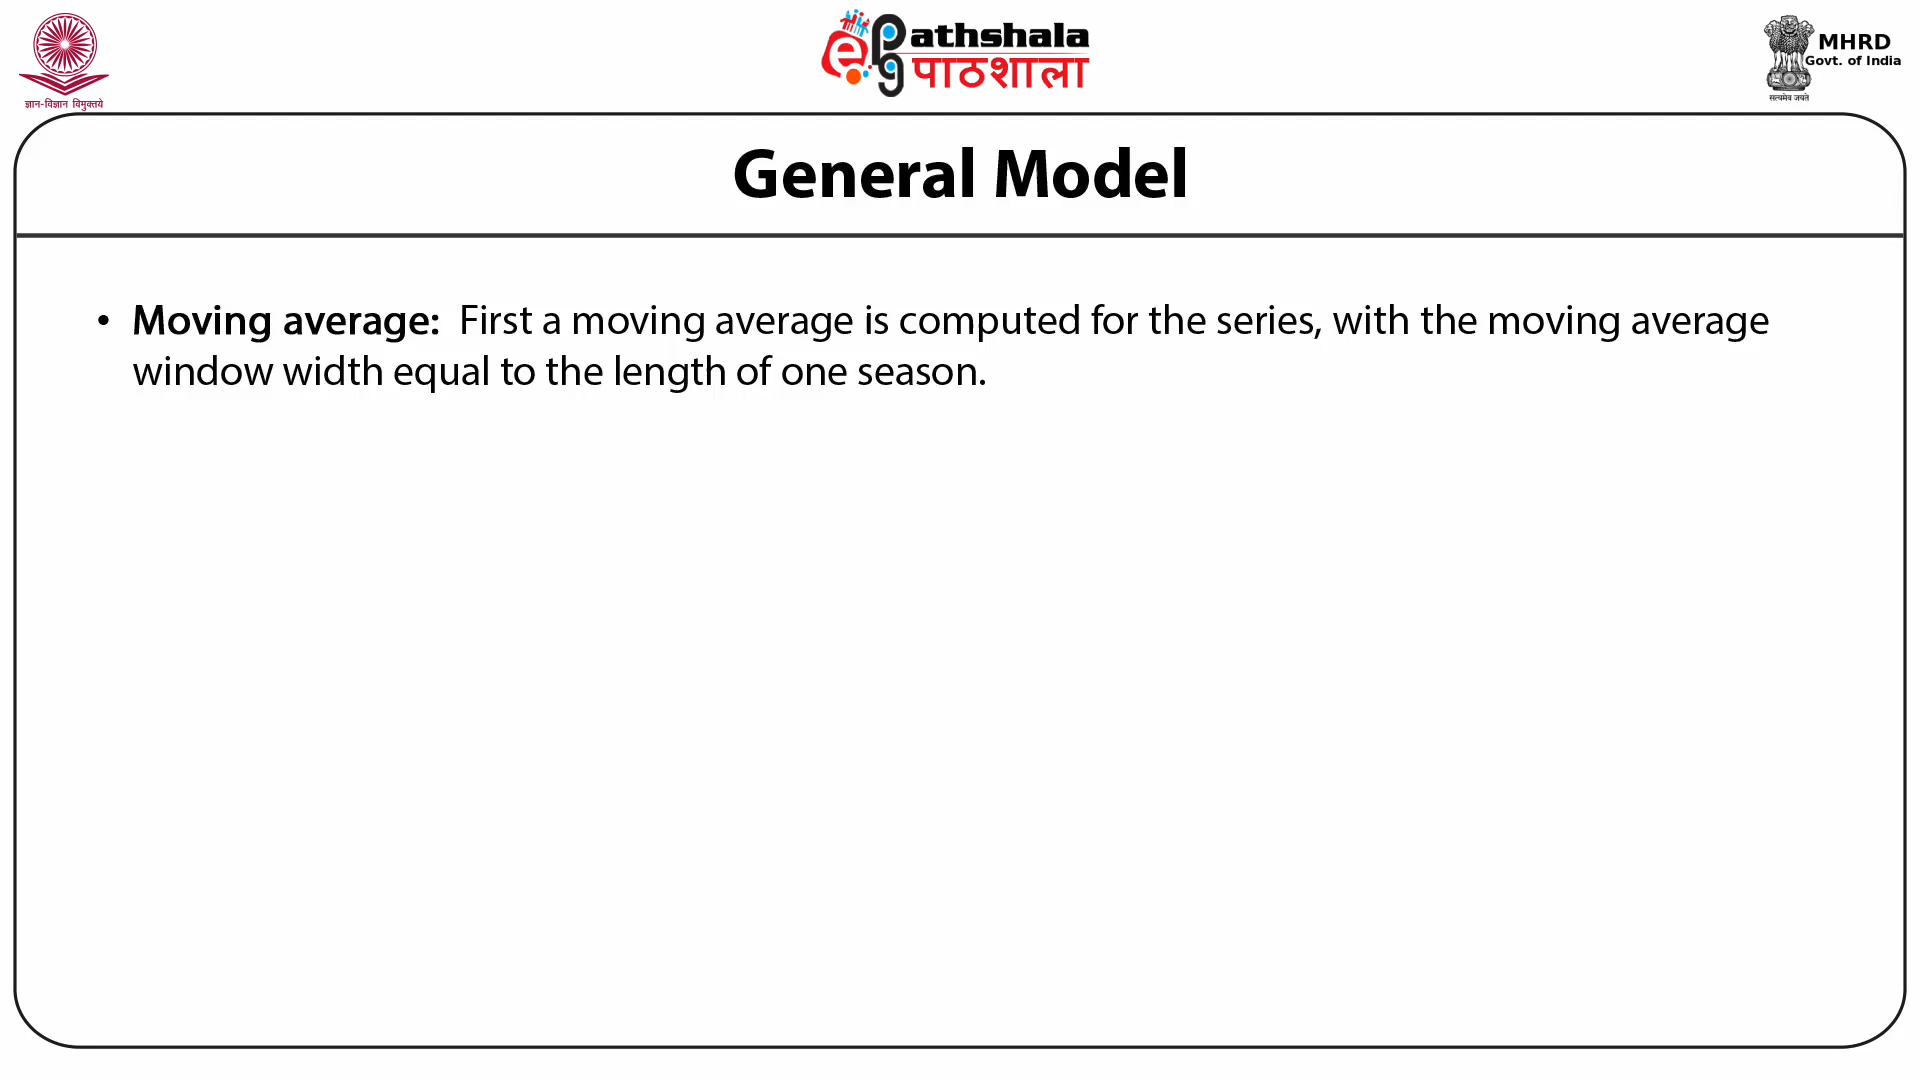 ज्ञान-विज्ञान विमुक्तये
e pg athshala
पाठशाला
MHRD
Govt. of India
सत्यमेव जयते
General Model
• Moving average: First a moving average is computed for the series, with the moving average
window width equal to the length of one season.